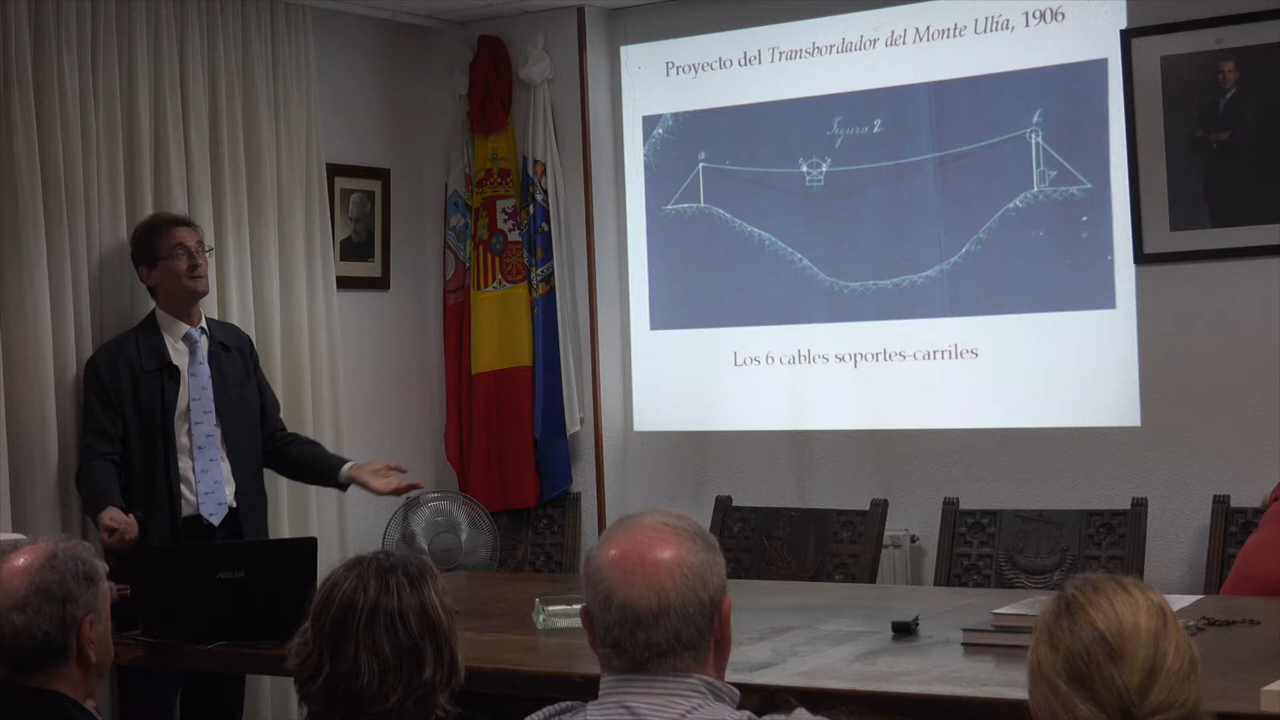 Proyecto del Transbordador del Monte Ulía, 1906
Figura 2.
Los 6 cables soportes-carriles
ASUS